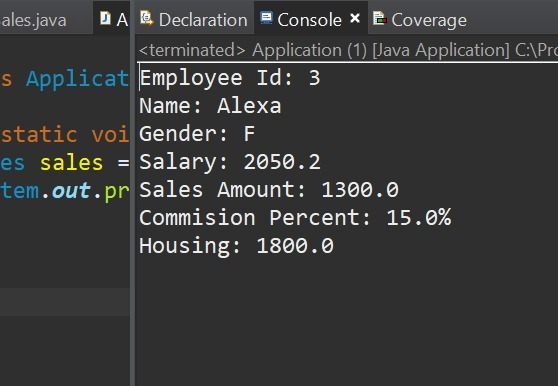 ales.java
A
Declaration
Console
Coverage
<terminated> Application (1) [Java Application] C:\Pro
s Applicat
static voi
es sales =
tem.out.pr
Employee Id: 3
Name: Alexa
Gender: F
Salary: 2050.2
Sales Amount: 1300.0
Commision Percent: 15.0%
Housing: 1800.0